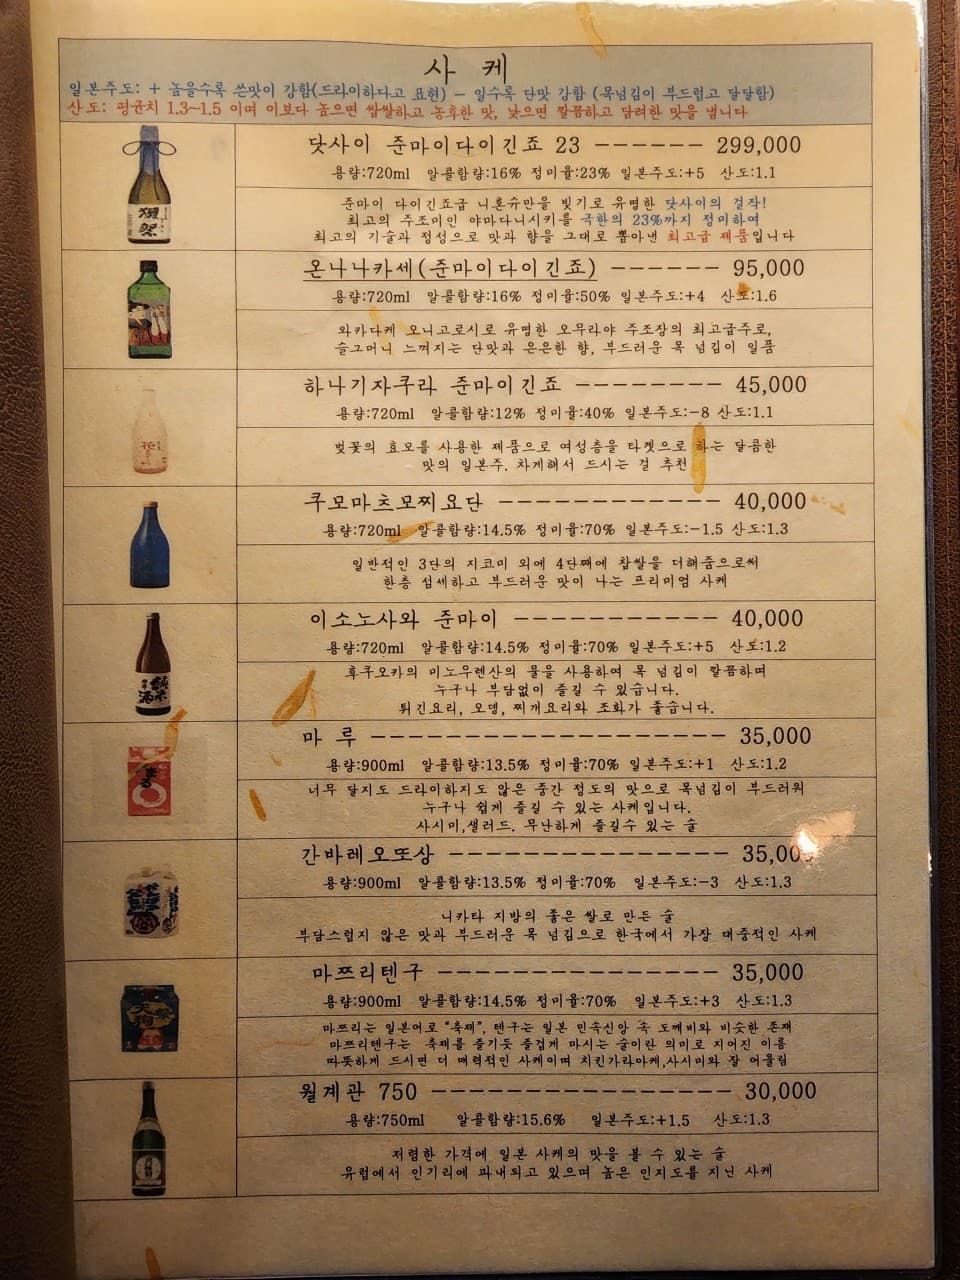 사 케
일본주도: + 높을수록 쓴맛이 강함(드라이하다고 표현) - 일수록 단맛 강함 (목넘김이 부드럽고 달달함)
산도: 평균치 1.3~1.5 이며 이보다 높으면 쌉쌀하고 농후한 맛, 낮으면 깔끔하고 담려한 맛을 냅니다
닷사이 준마이다이긴죠 23 ------ 299,000
용량:720ml 알콜함량:16% 정미율:23% 일본주도:+5 산도:1.1
준마이 다이긴죠급 니혼슈만을 빚기로 유명한 닷사이의 걸작!
최고의 주조미인 야마다니시키를 극한의 23%까지 정미하여
최고의 기술과 정성으로 맛과 향을 그대로 뽑아낸 최고급 제품입니다
온나나카세(준마이다이긴죠) ------ 95,000
용량:720ml 알콜함량:16% 정미율:50% 일본주도:+4 산도:1.6
와카다케 오니고로시로 유명한 오무라야 주조장의 최고급주로,
슬그머니 느껴지는 단맛과 은은한 향, 부드러운 목 넘김이 일품
하나기자쿠라 준마이긴죠 -------- 45,000
용량:720ml 알콜함량:12% 정미율:40% 일본주도:-8 산도:1.1
벚꽃의 효모를 사용한 제품으로 여성층을 타겟으로 하는 달콤한
맛의 일본주. 차게해서 드시는 걸 추천
쿠모마츠모찌요단 ------------ 40,000
용량:720ml 알콜함량:14.5% 정미율:70% 일본주도:-1.5 산도:1.3
일반적인 3단의 지코미 외에 4단째에 찹쌀을 더해줌으로써
한층 섬세하고 부드러운 맛이 나는 프리미엄 사케
이소노사와 준마이 ----------- 40,000
용량:720ml 알콜함량:14.5% 정미율:70% 일본주도:+5 산도:1.2
후쿠오카의 미노우렌산의 물을 사용하여 목 넘김이 깔끔하며
누구나 부담없이 즐길 수 있습니다.
튀긴요리, 오뎅, 찌개요리와 조화가 좋습니다.
마 루 ------------------- 35,000
용량:900ml 알콜함량:13.5% 정미율:70% 일본주도:+1 산도:1.2
너무 달지도 드라이하지도 않은 중간 정도의 맛으로 목넘김이 부드러워
누구나 쉽게 즐길 수 있는 사케입니다.
사시미,샐러드. 무난하게 즐길수 있는 술
간바레오또상 --------------- 35,000
용량:900ml 알콜함량:13.5% 정미율:70% 일본주도:-3 산도:1.3
니카타 지방의 좋은 쌀로 만든 술
부담스럽지 않은 맛과 부드러운 목 넘김으로 한국에서 가장 대중적인 사케
마쯔리텐구 --------------- 35,000
용량:900ml 알콜함량:14.5% 정미율:70% 일본주도:+3 산도:1.3
마쯔리는 일본어로 "축제", 텐구는 일본 민속신앙 속 도깨비와 비슷한 존재
마쯔리텐구는 축제를 즐기듯 즐겁게 마시는 술이란 의미로 지어진 이름
따뜻하게 드시면 더 매력적인 사케이며 치킨가라아케,사시미와 잘 어울림
월계관 750 ---------------- 30,000
용량:750ml 알콜함량:15.6% 일본주도:+1.5 산도:1.3
저렴한 가격에 일본 사케의 맛을 볼 수 있는 술
유럽에서 인기리에 판매되고 있으며 높은 인지도를 지닌 사케
獺祭
純米酒
まる
天狗